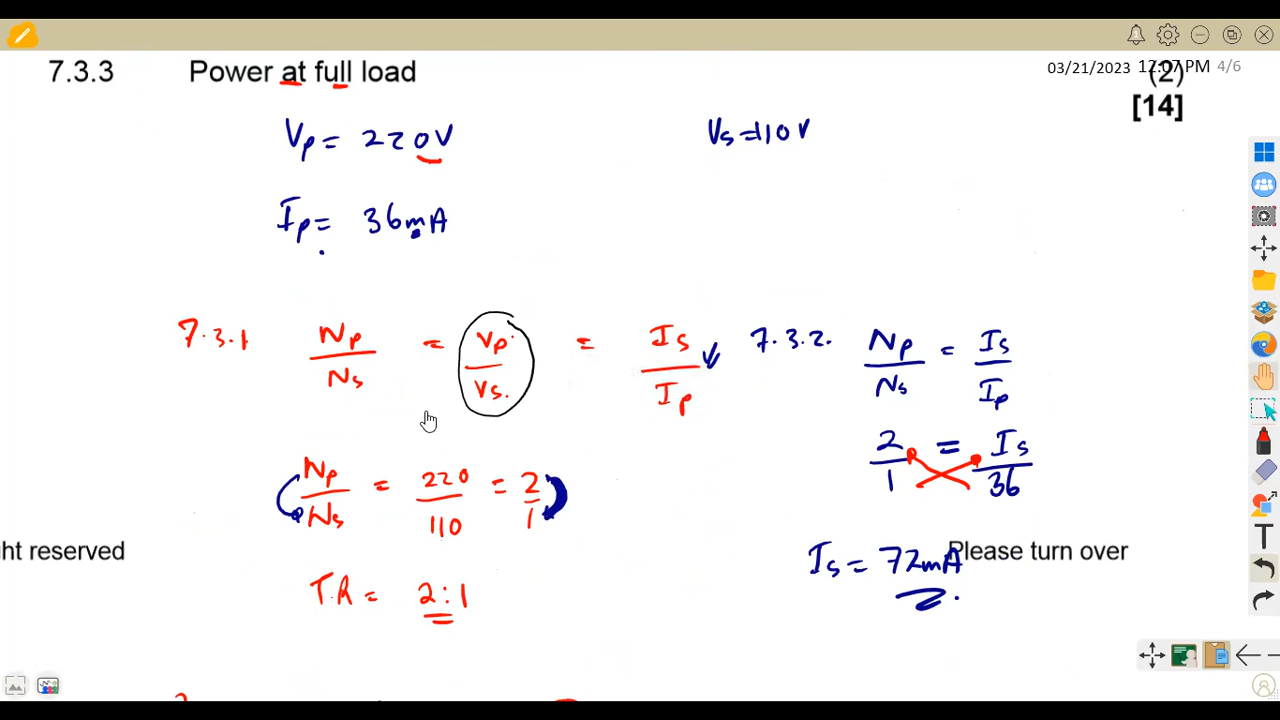 03/21/2023 12:07 PM 4/6
7.3.3 Power at full load (2)
[14]
Vp = 220V Vs = 110V
Ip = 36mA
7.3.1 Np/Ns = Vp/Vs = Is/Ip 7.3.2. Np/Ns = Is/Ip
Np/Ns = 220/110 = 2/1 2/1 = Is/36
ht reserved Please turn over
T.R = 2:1 Is = 72mA